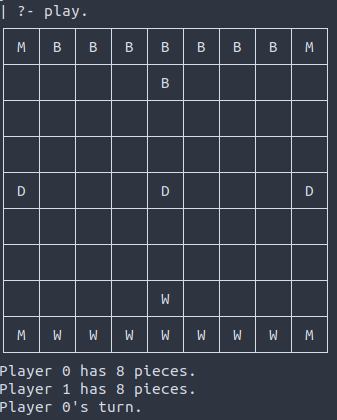 | ?- play.
M B B B B B B B M
B
D D D
W
M W W W W W W W M
Player 0 has 8 pieces.
Player 1 has 8 pieces.
Player 0's turn.